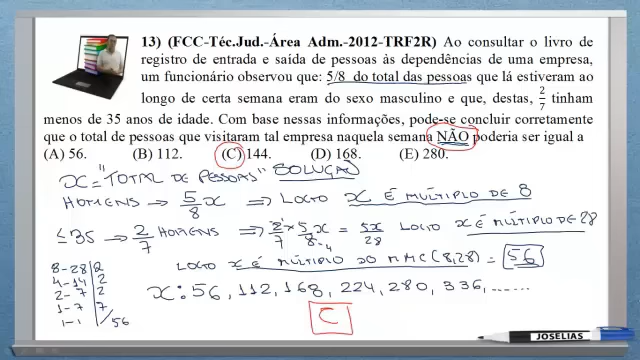 13) (FCC-Téc.Jud.-Área Adm.-2012-TRF2R) Ao consultar o livro de
registro de entrada e saída de pessoas às dependências de uma empresa,
um funcionário observou que: 5/8 do total das pessoas que lá estiveram ao
longo de certa semana eram do sexo masculino e que, destas, 2/7 tinham
menos de 35 anos de idade. Com base nessas informações, pode-se concluir corretamente
que o total de pessoas que visitaram tal empresa naquela semana NÃO poderia ser igual a
(A) 56. (B) 112. (C) 144. (D) 168. (E) 280.
x = "TOTAL DE PESSOAS" SOLUÇÃO
HOMENS → 5/8 x ⇒ LOGO x É MÚLTIPLO DE 8
≤35 → 2/7 HOMENS ⇒ 2/7 × 5/8 x = 5x/28 LOGO x É MÚLTIPLO DE 28
LOGO x É MÚLTIPLO DO MMC (8,28) = 56
8 - 28 | 2
4 - 14 | 2
2 - 7 | 2
1 - 7 | 7
1 - 1 / 56
x : 56, 112, 168, 224, 280, 336, ......
C
JOSELIAS